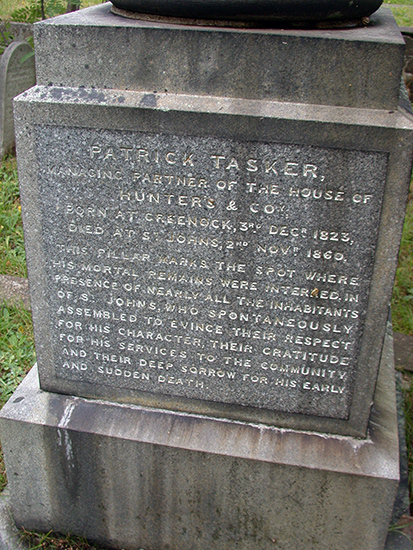 PATRICK TASKER,
MANAGING PARTNER OF THE HOUSE OF
HUNTERS & CO.Y,
BORN AT GREENOCK, 3RD DECR 1823,
DIED AT ST JOHNS, 2ND NOVR 1860.
THIS PILLAR MARKS THE SPOT WHERE
HIS MORTAL REMAINS WERE INTERRED, IN
PRESENCE OF NEARLY ALL THE INHABITANTS
OF ST JOHNS, WHO SPONTANEOUSLY
ASSEMBLED TO EVINCE THEIR RESPECT
FOR HIS CHARACTER, THEIR GRATITUDE
FOR HIS SERVICES TO THE COMMUNITY
AND THEIR DEEP SORROW FOR HIS EARLY
AND SUDDEN DEATH.